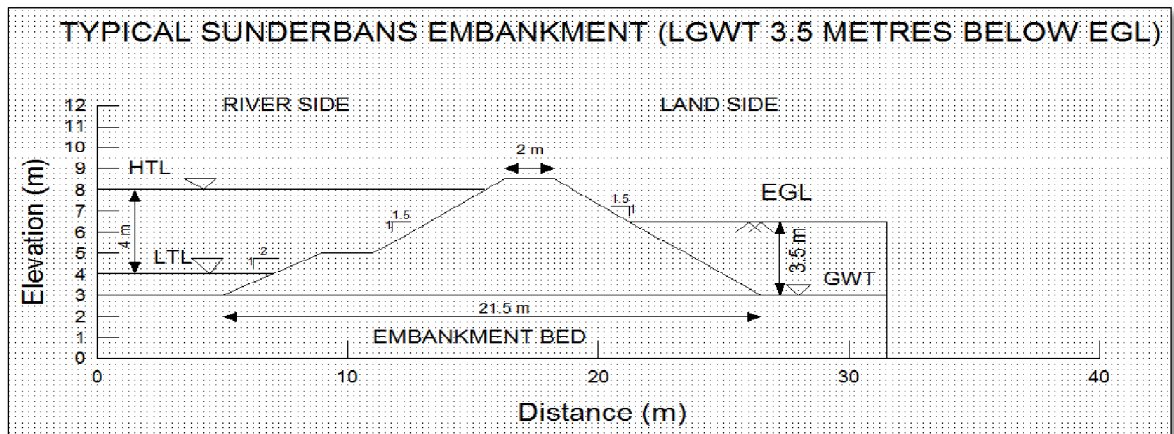 TYPICAL SUNDERBANS EMBANKMENT (LGWT 3.5 METRES BELOW EGL)
RIVER SIDE
LAND SIDE
12
11
10
9
8
7
6
5
4
3
2
1
0
Elevation (m)
HTL
4 m
LTL
1 2
1 1.5
2 m
1.5 1
EGL
3.5 m
GWT
21.5 m
EMBANKMENT BED
0 10 20 30 40
Distance (m)